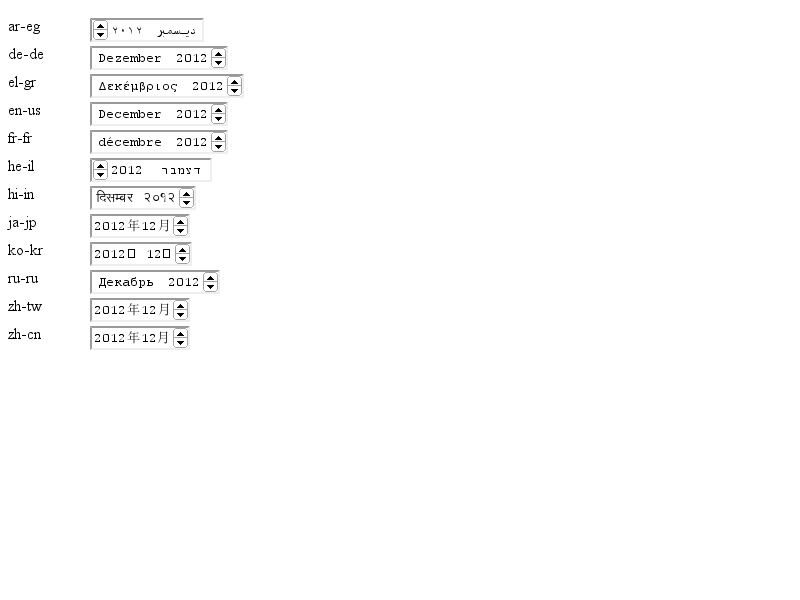 ar-eg ديسمبر ٢٠١٢
de-de Dezember 2012
el-gr Δεκέμβριος 2012
en-us December 2012
fr-fr décembre 2012
he-il דצמבר 2012
hi-in दिसम्बर २०१२
ja-jp 2012年12月
ko-kr 2012 12
ru-ru Декабрь 2012
zh-tw 2012年12月
zh-cn 2012年12月